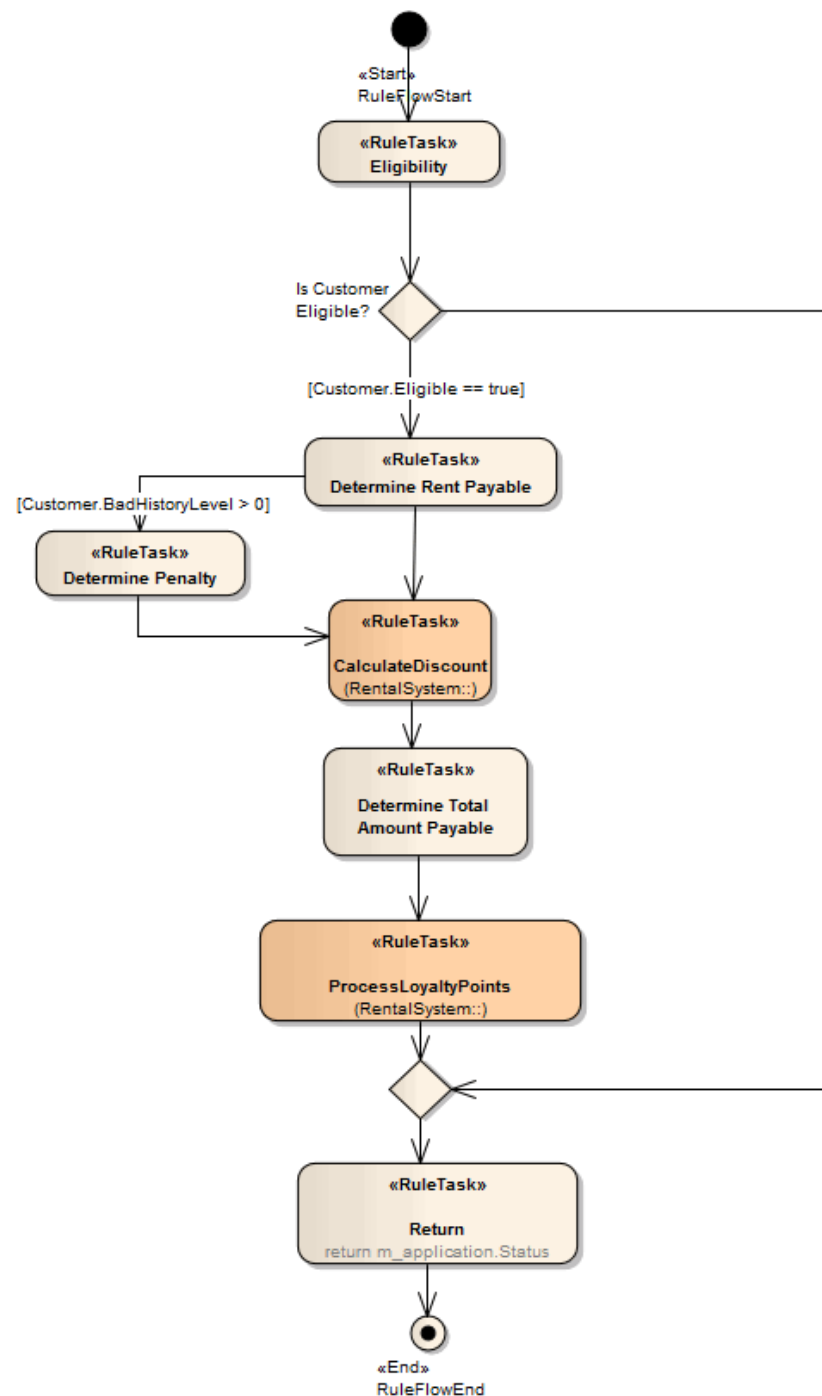 «Start»
RuleFlowStart
«RuleTask»
Eligibility
Is Customer
Eligible?
[Customer.Eligible == true]
«RuleTask»
Determine Rent Payable
[Customer.BadHistoryLevel > 0]
«RuleTask»
Determine Penalty
«RuleTask»
CalculateDiscount
(RentalSystem::)
«RuleTask»
Determine Total
Amount Payable
«RuleTask»
ProcessLoyaltyPoints
(RentalSystem::)
«RuleTask»
Return
return m_application.Status
«End»
RuleFlowEnd